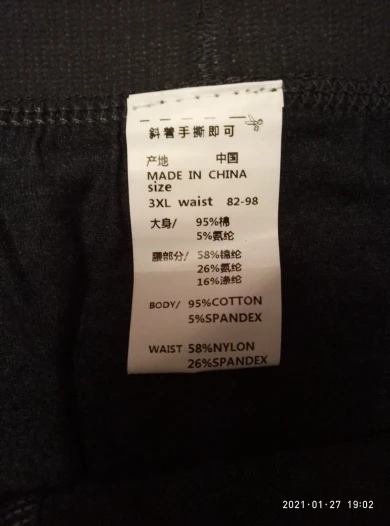 斜着手撕即可
产地 中国
MADE IN CHINA
size
3XL waist 82-98
大身/ 95%棉
5%氨纶
腰部分/ 58%锦纶
26%氨纶
16%涤纶
BODY/ 95%COTTON
5%SPANDEX
WAIST 58%NYLON
26%SPANDEX
2021-01-27 19:02